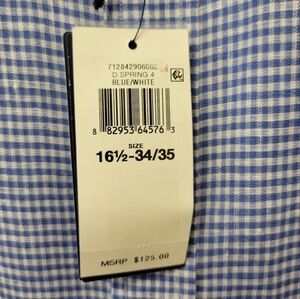 712842906002
D SPRING 4
BLUE/WHITE
8 82953 64576 3
SIZE
16½-34/35
MSRP $125.00